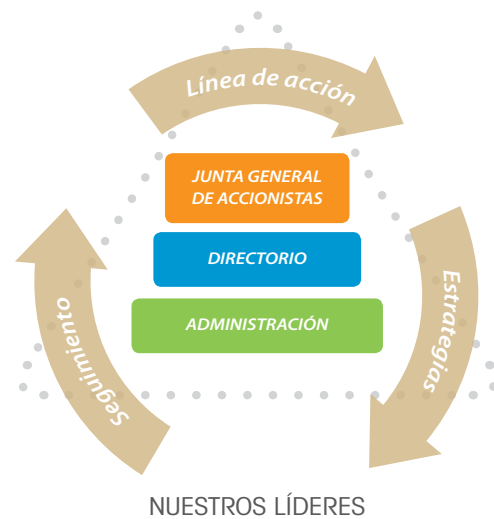 Línea de acción
JUNTA GENERAL
DE ACCIONISTAS
DIRECTORIO
ADMINISTRACIÓN
Estrategias
Seguimiento
NUESTROS LÍDERES